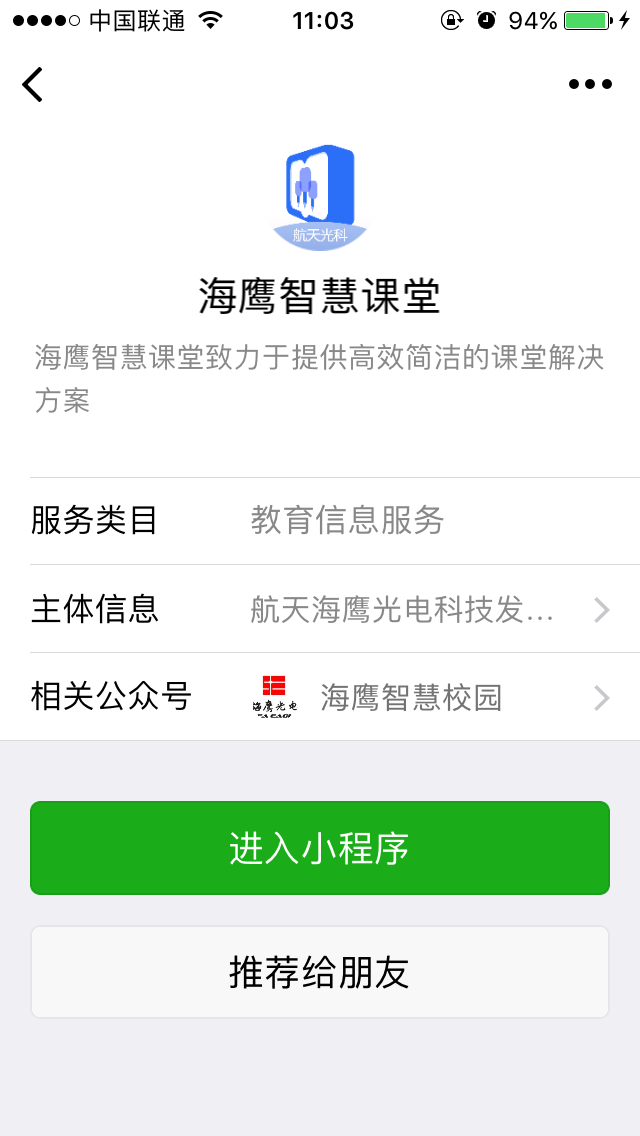 中国联通 11:03 94%
航天光科
海鹰智慧课堂
海鹰智慧课堂致力于提供高效简洁的课堂解决
方案
服务类目 教育信息服务
主体信息 航天海鹰光电科技发...
相关公众号 海鹰光电 海鹰智慧校园
进入小程序
推荐给朋友